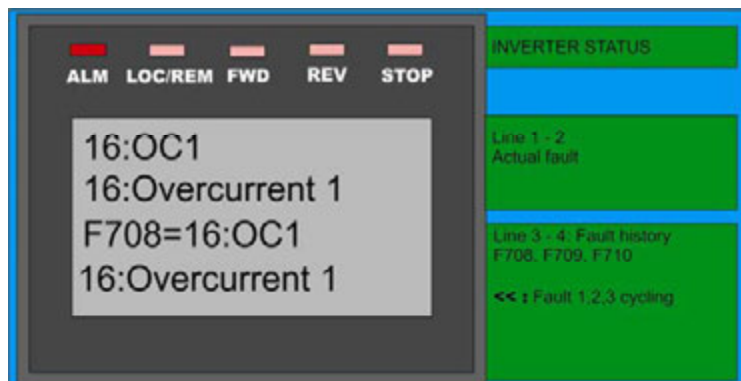 ALM LOC/REM FWD REV STOP
16:OC1
16:Overcurrent 1
F708=16:OC1
16:Overcurrent 1
INVERTER STATUS
Line 1 - 2
Actual fault
Line 3 - 4: Fault history
F708, F709, F710
<< : Fault 1,2,3 cycling